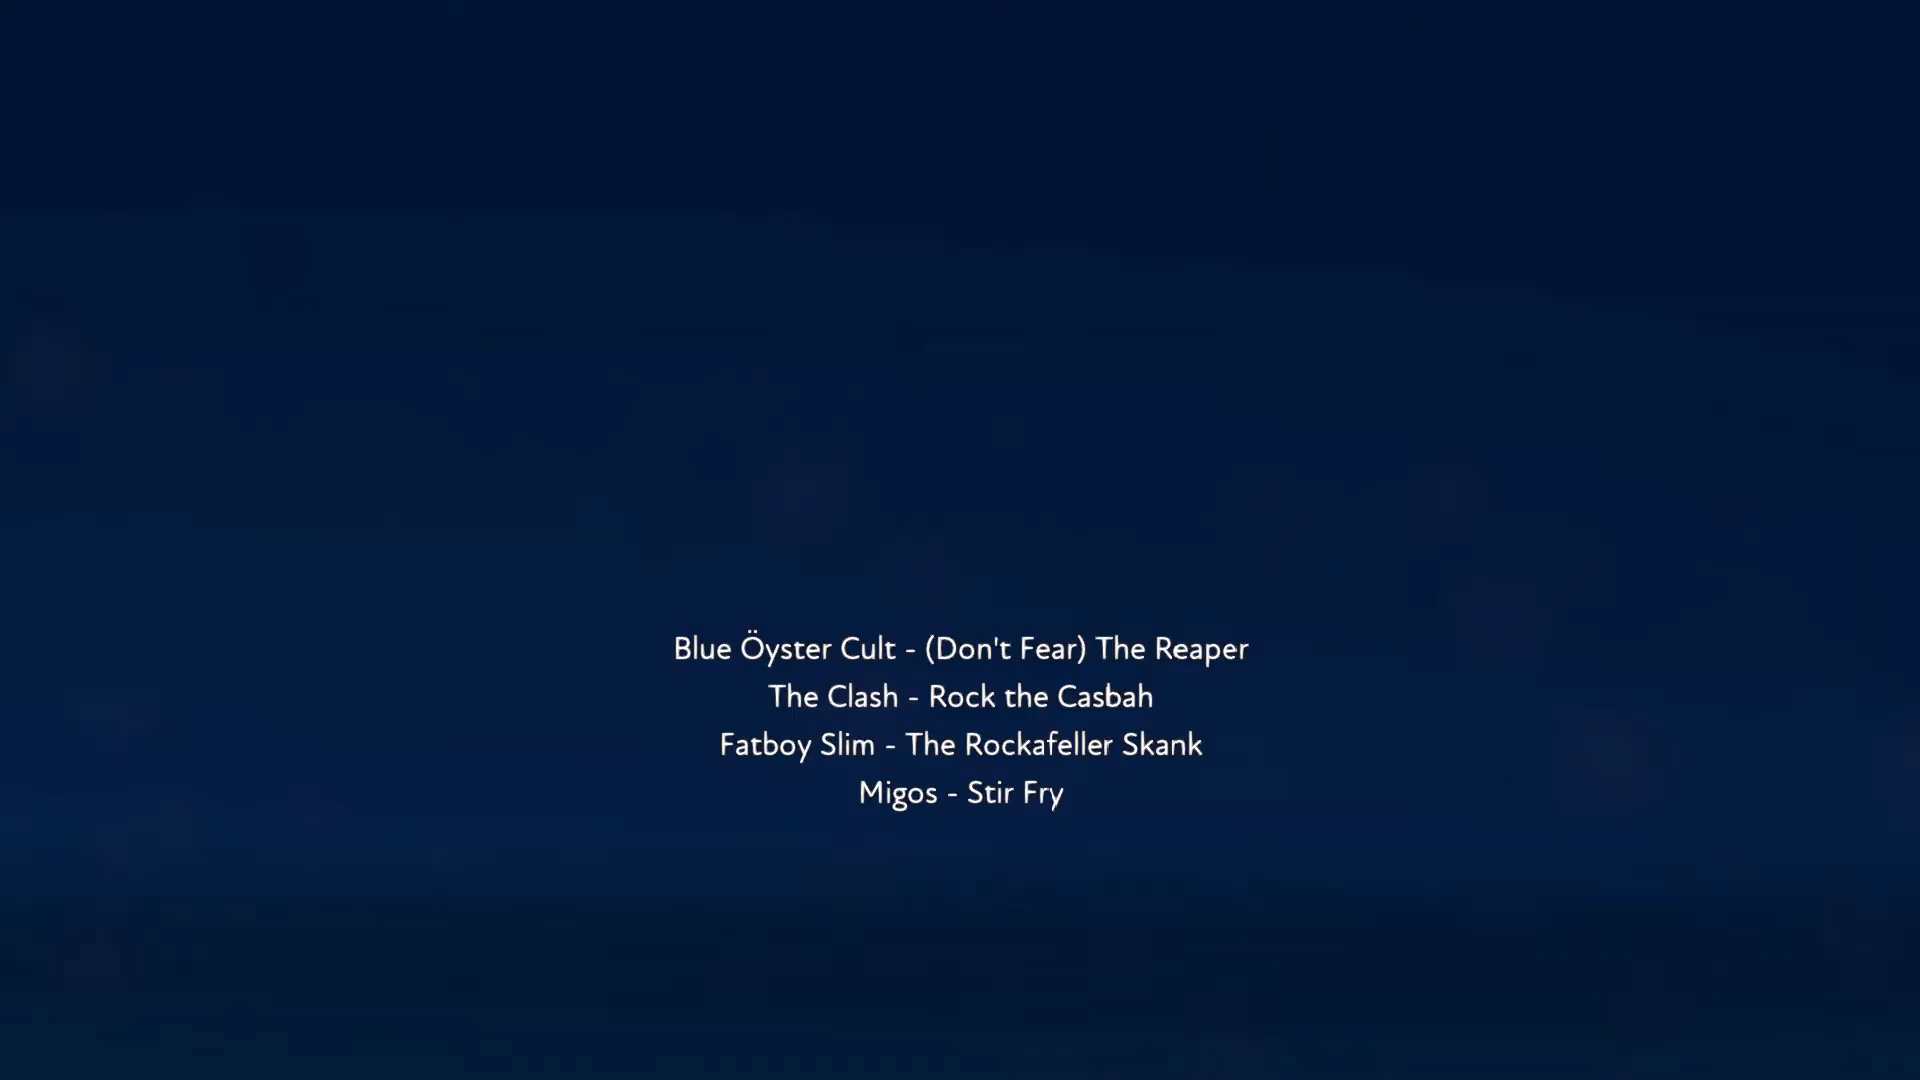 Blue Öyster Cult - (Don't Fear) The Reaper
The Clash - Rock the Casbah
Fatboy Slim - The Rockafeller Skank
Migos - Stir Fry